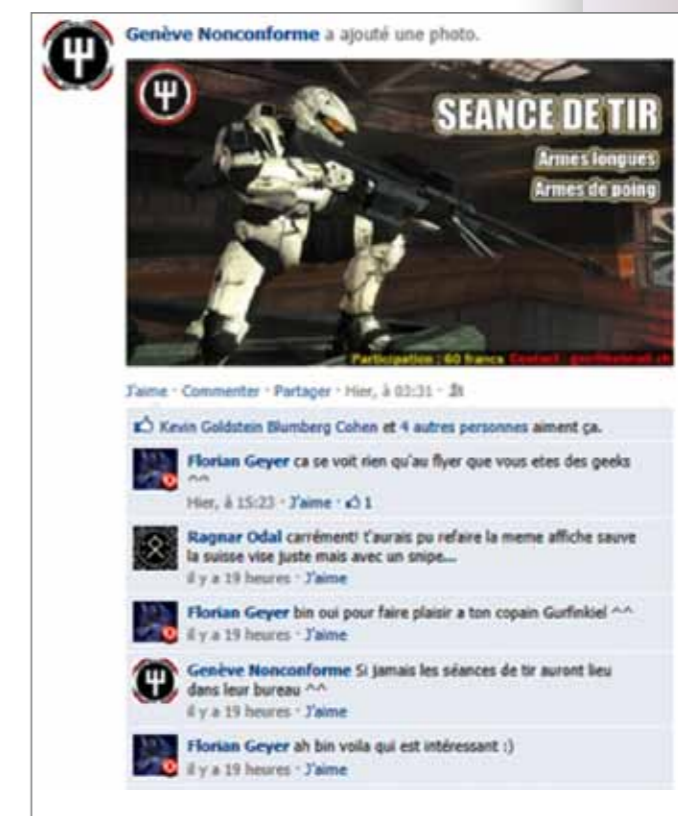 Genève Nonconforme a ajouté une photo.
SEANCE DE TIR
Armes longues
Armes de poing
Participation : 60 francs Contact :
J'aime · Commenter · Partager · Hier, à 03:31 ·
Kevin Goldstein Blumberg Cohen et 4 autres personnes aiment ça.
Florian Geyer ca se voit rien qu'au flyer que vous etes des geeks
^^
Hier, à 15:23 · J'aime · 1
Ragnar Odal carrément! t'aurais pu refaire la meme affiche sauve
la suisse vise juste mais avec un snipe...
il y a 19 heures · J'aime
Florian Geyer bin oui pour faire plaisir a ton copain Gurfinkiel ^^
il y a 19 heures · J'aime
Genève Nonconforme Si jamais les séances de tir auront lieu
dans leur bureau ^^
il y a 19 heures · J'aime
Florian Geyer ah bin voila qui est intéressant :)
il y a 19 heures · J'aime